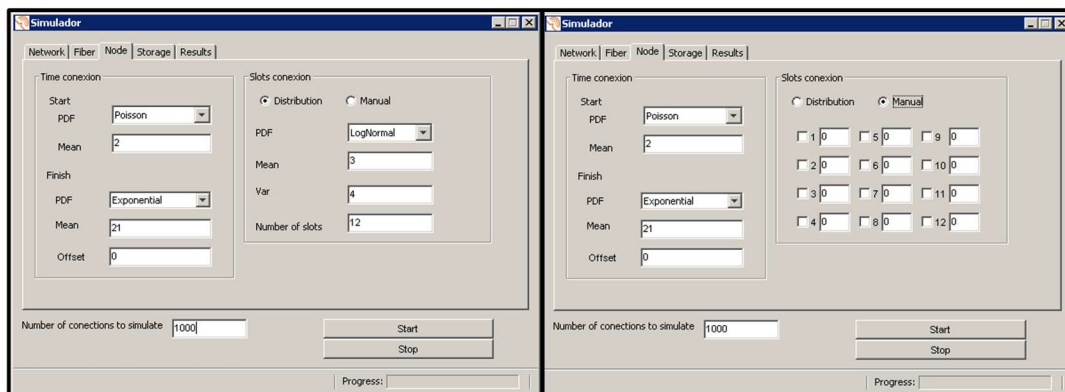 Simulador
Network Fiber Node Storage Results
Time conexion
Start
PDF Poisson
Mean 2
Finish
PDF Exponential
Mean 21
Offset 0
Slots conexion
Distribution Manual
PDF LogNormal
Mean 3
Var 4
Number of slots 12
Number of conections to simulate 1000
Start
Stop
Progress:
Simulador
Network Fiber Node Storage Results
Time conexion
Start
PDF Poisson
Mean 2
Finish
PDF Exponential
Mean 21
Offset 0
Slots conexion
Distribution Manual
1 0 5 0 9 0
2 0 6 0 10 0
3 0 7 0 11 0
4 0 8 0 12 0
Number of conections to simulate 1000
Start
Stop
Progress: